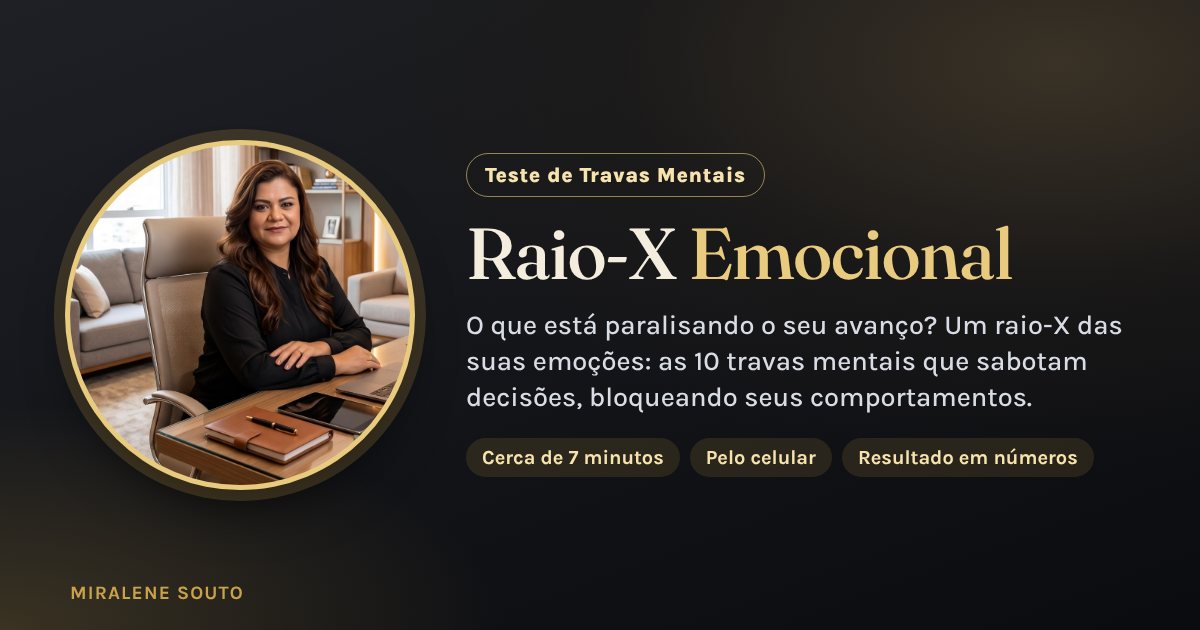 Teste de Travas Mentais
Raio-X Emocional
O que está paralisando o seu avanço? Um raio-X das
suas emoções: as 10 travas mentais que sabotam
decisões, bloqueando seus comportamentos.
Cerca de 7 minutos
Pelo celular
Resultado em números
MIRALENE SOUTO